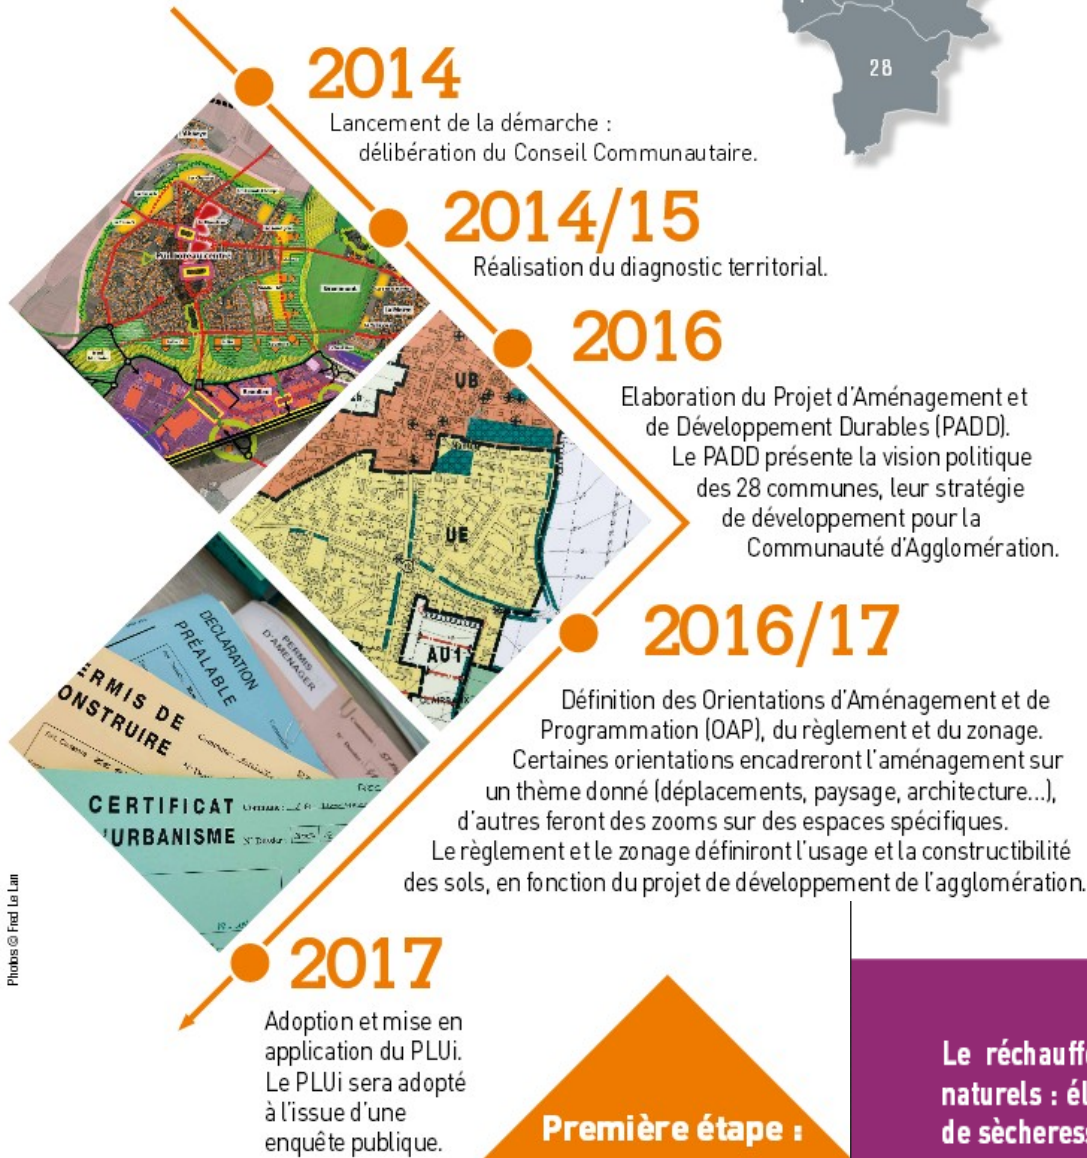 28
2014
Lancement de la démarche :
délibération du Conseil Communautaire.
2014/15
Réalisation du diagnostic territorial.
2016
Elaboration du Projet d'Aménagement et
de Développement Durables (PADD).
Le PADD présente la vision politique
des 28 communes, leur stratégie
de développement pour la
Communauté d'Agglomération.
UB
UE
AU1
2016/17
Définition des Orientations d'Aménagement et de
Programmation (OAP), du règlement et du zonage.
Certaines orientations encadreront l'aménagement sur
un thème donné (déplacements, paysage, architecture...),
d'autres feront des zooms sur des espaces spécifiques.
Le règlement et le zonage définiront l'usage et la constructibilité
des sols, en fonction du projet de développement de l'agglomération.
DECLARATION
PRÉALABLE
PERMIS
D'AMENAGER
ERMIS DE
ONSTRUIRE
CERTIFICAT
'URBANISME
Photos © Fred Le Lan
2017
Adoption et mise en
application du PLUi.
Le PLUi sera adopté
à l'issue d'une
enquête publique.
Première étape :
Le réchauffe
naturels : él
de sècheress